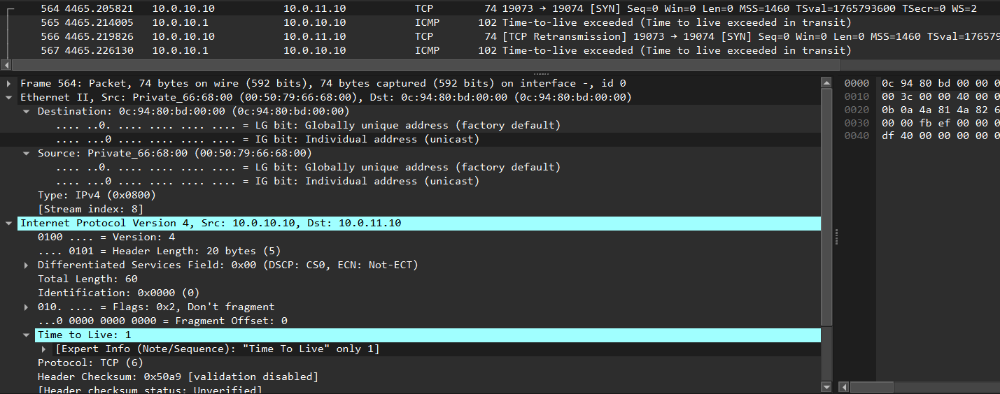 564 4465.205821 10.0.10.10 10.0.11.10 TCP 74 19073 → 19074 [SYN] Seq=0 Win=0 Len=0 MSS=1460 TSval=1765793600 TSecr=0 WS=2
565 4465.214005 10.0.10.1 10.0.10.10 ICMP 102 Time-to-live exceeded (Time to live exceeded in transit)
566 4465.219826 10.0.10.10 10.0.11.10 TCP 74 [TCP Retransmission] 19073 → 19074 [SYN] Seq=0 Win=0 Len=0 MSS=1460 TSval=17657
567 4465.226130 10.0.10.1 10.0.10.10 ICMP 102 Time-to-live exceeded (Time to live exceeded in transit)
Frame 564: Packet, 74 bytes on wire (592 bits), 74 bytes captured (592 bits) on interface -, id 0
Ethernet II, Src: Private_66:68:00 (00:50:79:66:68:00), Dst: 0c:94:80:bd:00:00 (0c:94:80:bd:00:00)
Destination: 0c:94:80:bd:00:00 (0c:94:80:bd:00:00)
.... ..0. .... .... .... .... = LG bit: Globally unique address (factory default)
.... ...0 .... .... .... .... = IG bit: Individual address (unicast)
Source: Private_66:68:00 (00:50:79:66:68:00)
.... ..0. .... .... .... .... = LG bit: Globally unique address (factory default)
.... ...0 .... .... .... .... = IG bit: Individual address (unicast)
Type: IPv4 (0x0800)
[Stream index: 8]
Internet Protocol Version 4, Src: 10.0.10.10, Dst: 10.0.11.10
0100 .... = Version: 4
.... 0101 = Header Length: 20 bytes (5)
Differentiated Services Field: 0x00 (DSCP: CS0, ECN: Not-ECT)
Total Length: 60
Identification: 0x0000 (0)
010. .... = Flags: 0x2, Don't fragment
...0 0000 0000 0000 = Fragment Offset: 0
Time to Live: 1
[Expert Info (Note/Sequence): "Time To Live" only 1]
Protocol: TCP (6)
Header Checksum: 0x50a9 [validation disabled]
[Header checksum status: Unverified]
0000 0c 94 80 bd 00 00 0
0010 00 3c 00 00 40 00 0
0020 0b 0a 4a 81 4a 82 6
0030 00 00 fb ef 00 00 0
0040 df 40 00 00 00 00 0